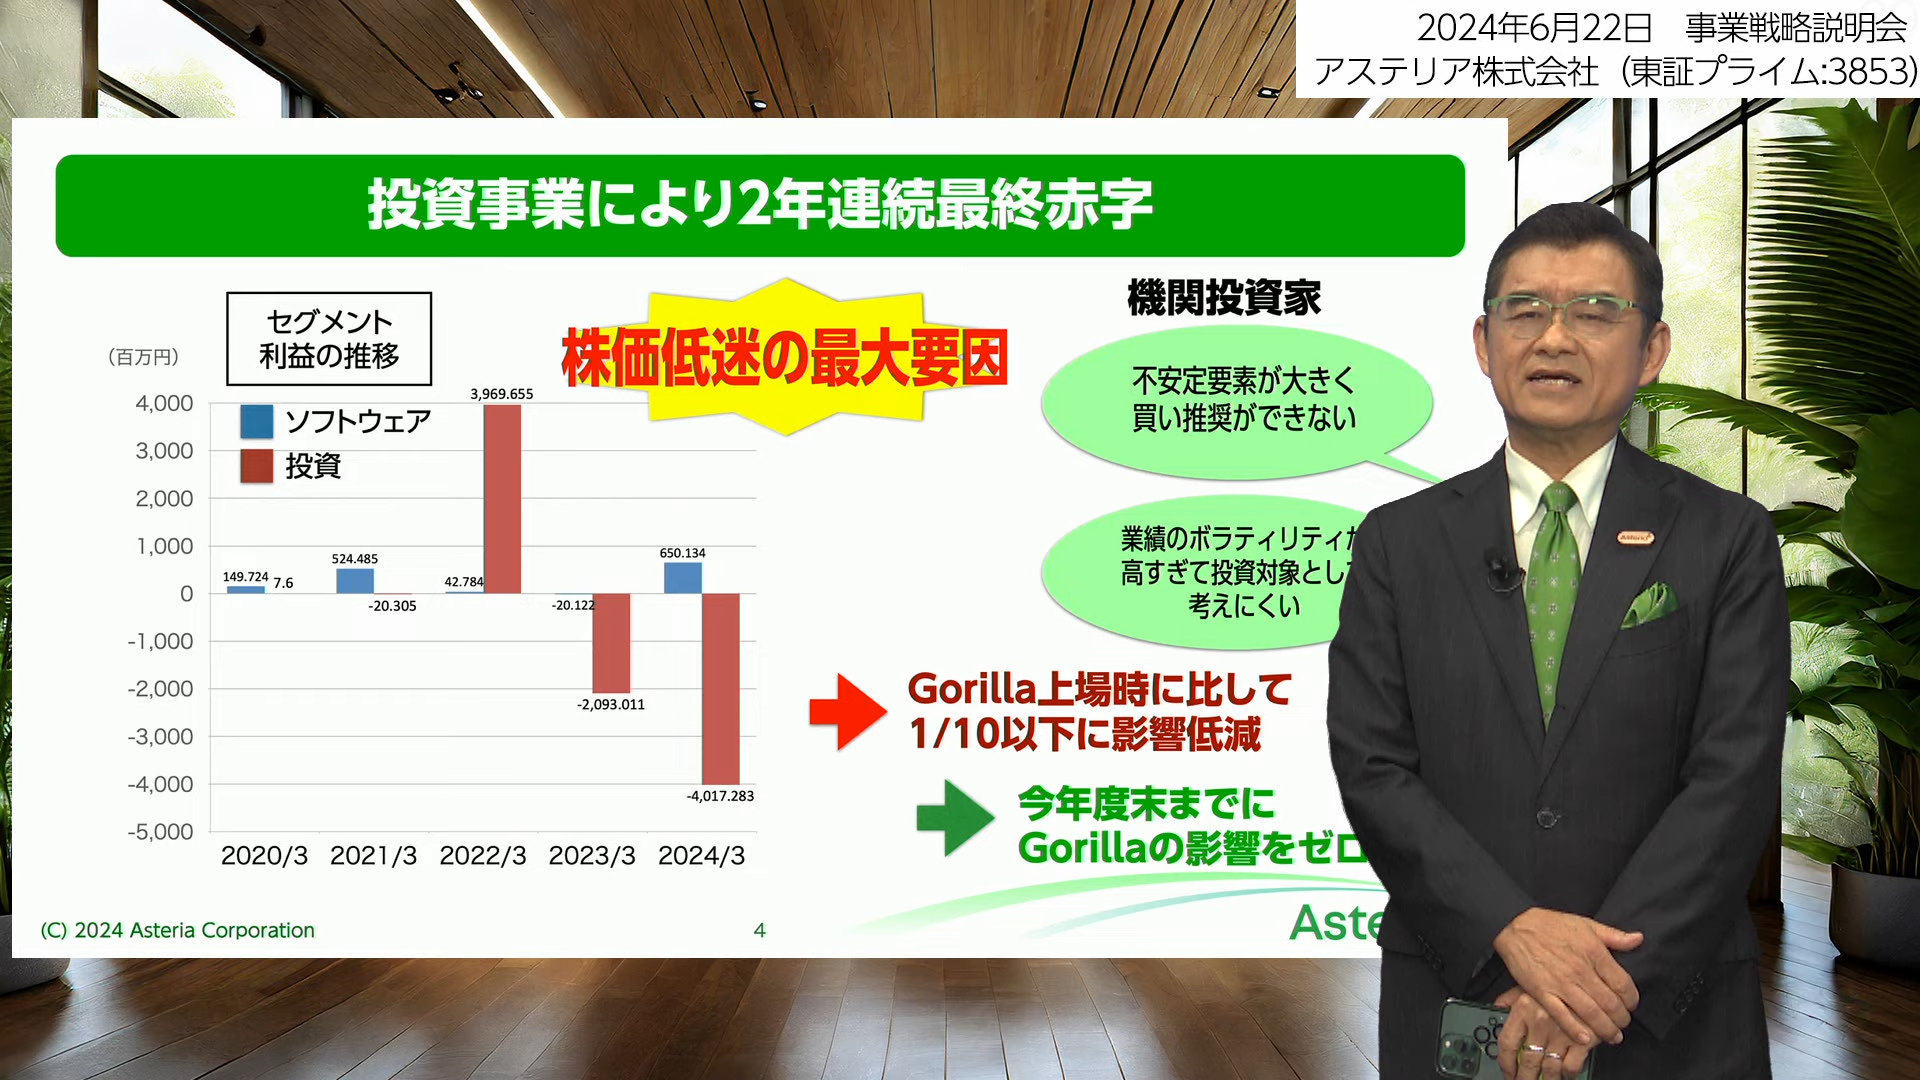 2024年6月22日　事業戦略説明会
アステリア株式会社（東証プライム:3853)
投資事業により2年連続最終赤字
セグメント
利益の推移
（百万円）
ソフトウェア
投資
4,000
3,000
2,000
1,000
0
-1,000
-2,000
-3,000
-4,000
-5,000
149.724
7.6
524.485
-20.305
42.784
3,969.655
-20.122
-2,093.011
650.134
-4,017.283
2020/3
2021/3
2022/3
2023/3
2024/3
株価低迷の最大要因
機関投資家
不安定要素が大きく
買い推奨ができない
業績のボラティリティ
高すぎて投資対象とし
考えにくい
Gorilla上場時に比して
1/10以下に影響低減
今年度末までに
Gorillaの影響をゼロ
(C) 2024 Asteria Corporation
4
Aste